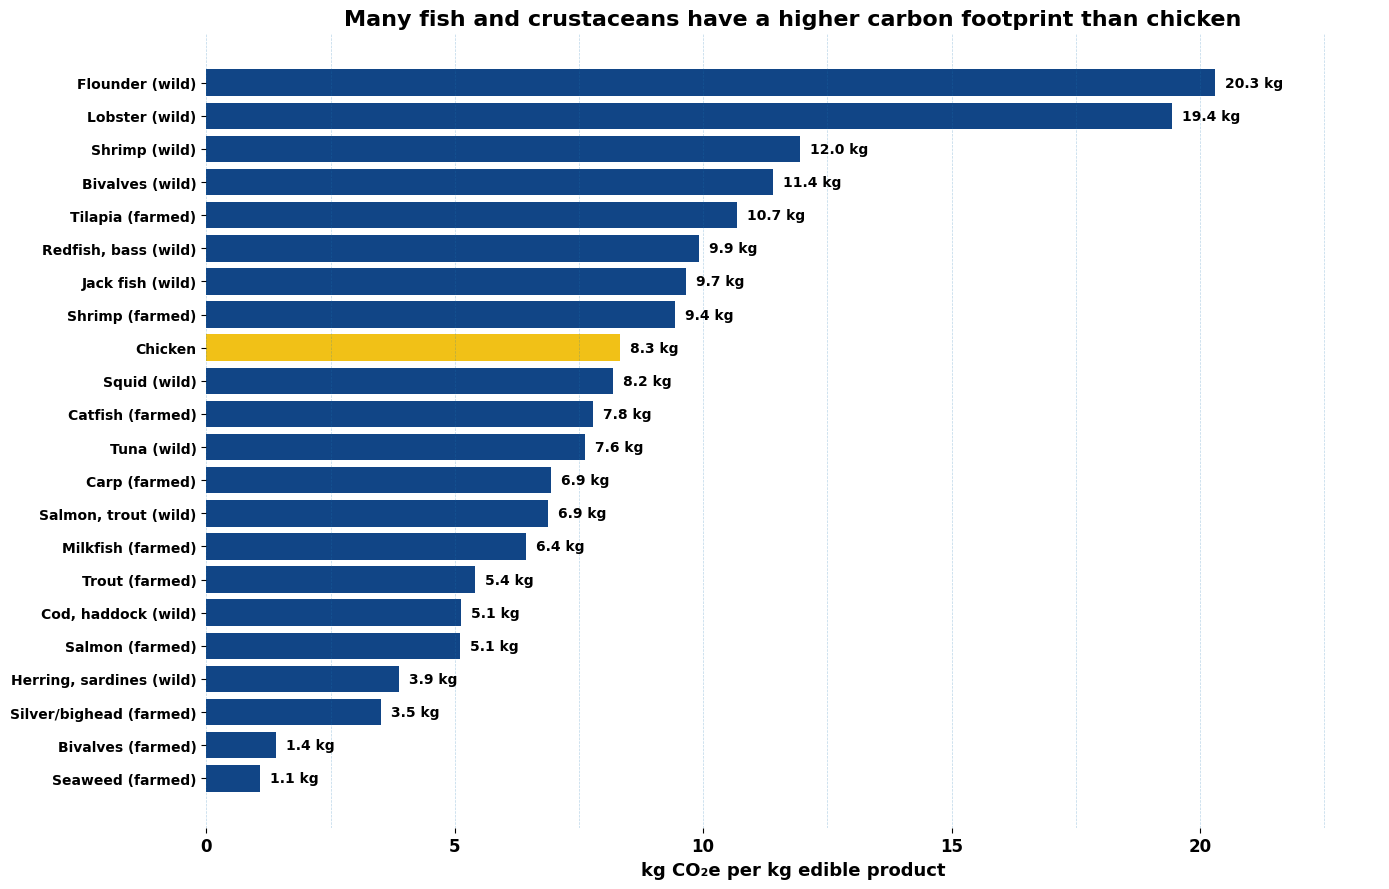 Many fish and crustaceans have a higher carbon footprint than chicken
Flounder (wild) 20.3 kg
Lobster (wild) 19.4 kg
Shrimp (wild) 12.0 kg
Bivalves (wild) 11.4 kg
Tilapia (farmed) 10.7 kg
Redfish, bass (wild) 9.9 kg
Jack fish (wild) 9.7 kg
Shrimp (farmed) 9.4 kg
Chicken 8.3 kg
Squid (wild) 8.2 kg
Catfish (farmed) 7.8 kg
Tuna (wild) 7.6 kg
Carp (farmed) 6.9 kg
Salmon, trout (wild) 6.9 kg
Milkfish (farmed) 6.4 kg
Trout (farmed) 5.4 kg
Cod, haddock (wild) 5.1 kg
Salmon (farmed) 5.1 kg
Herring, sardines (wild) 3.9 kg
Silver/bighead (farmed) 3.5 kg
Bivalves (farmed) 1.4 kg
Seaweed (farmed) 1.1 kg
0 5 10 15 20
kg CO₂e per kg edible product